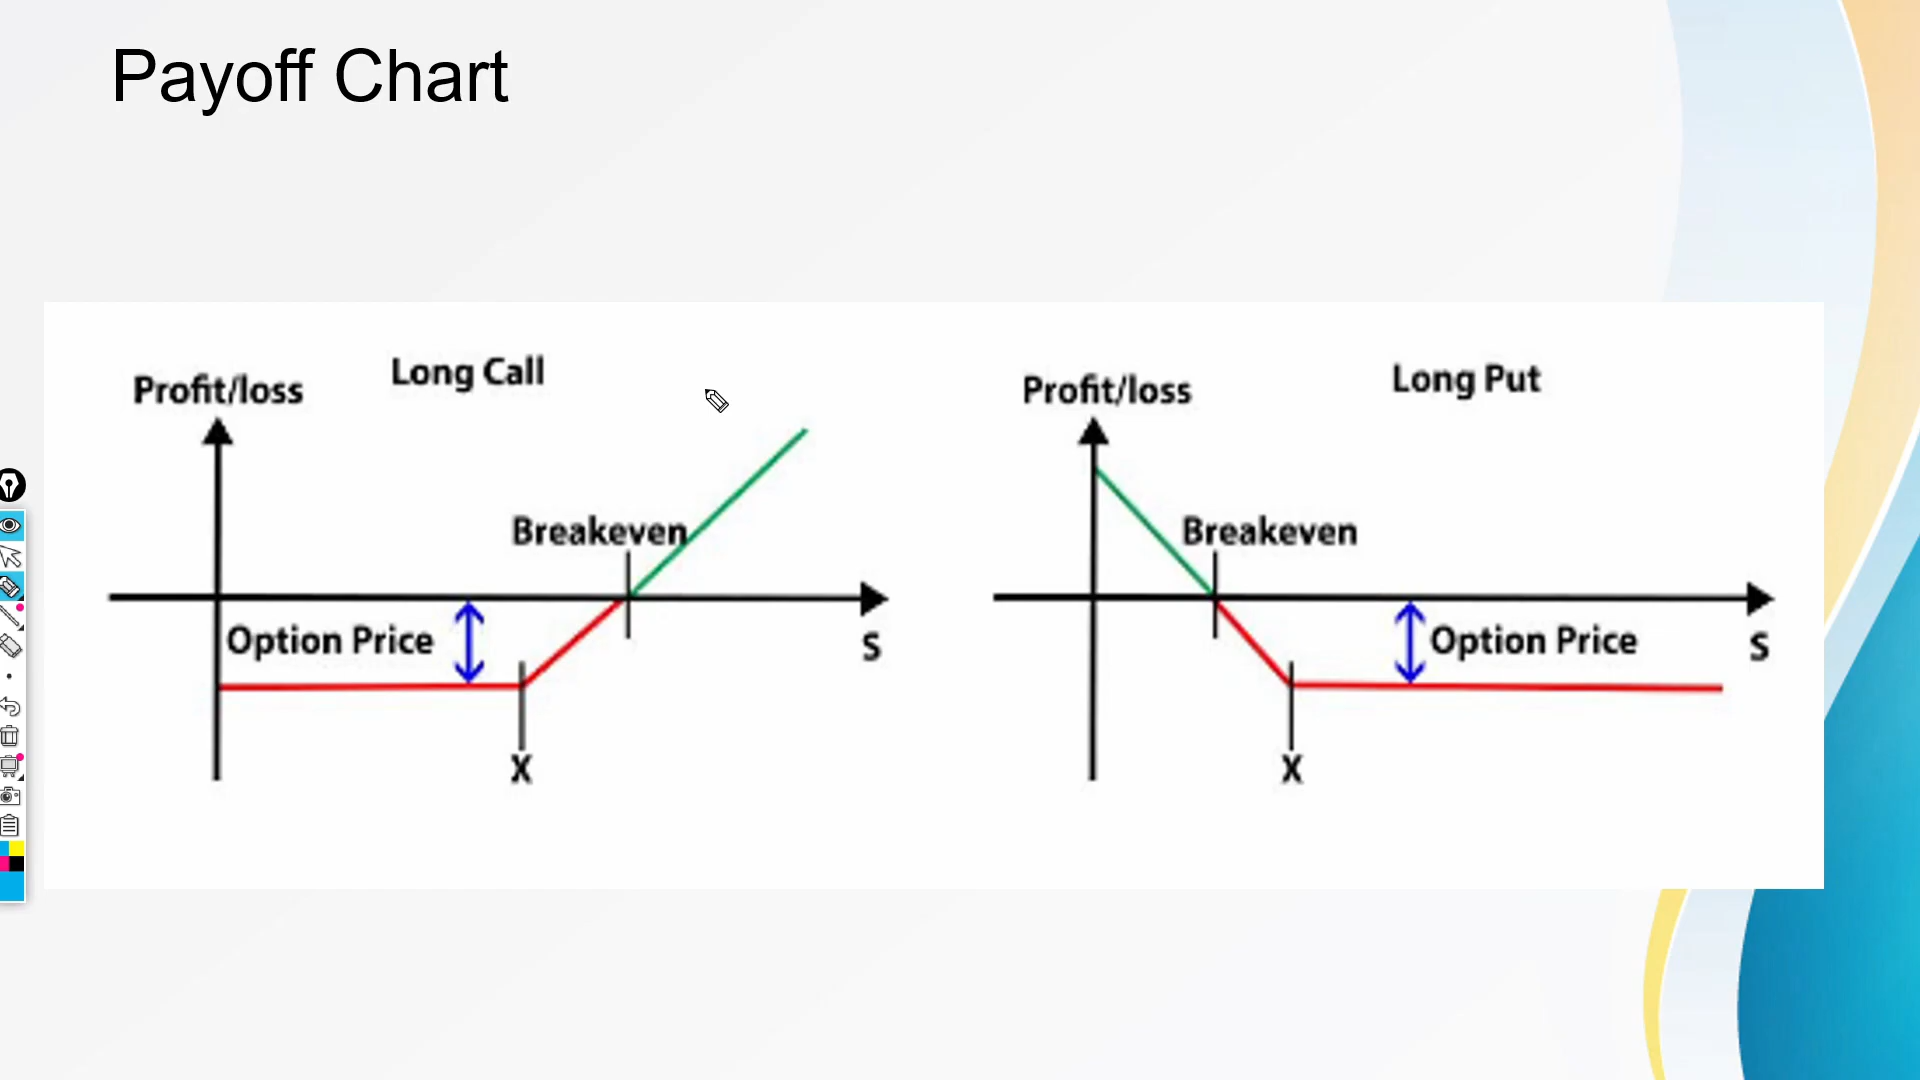 Payoff Chart
Long Call
Profit/loss
Breakeven
Option Price
S
X
Long Put
Profit/loss
Breakeven
Option Price
S
X